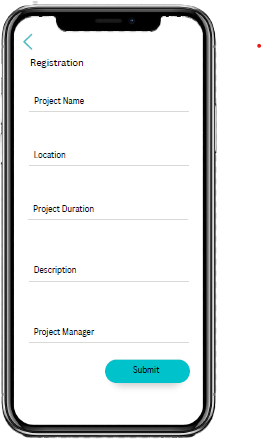 Registration
Project Name
Location
Project Duration
Description
Project Manager
Submit